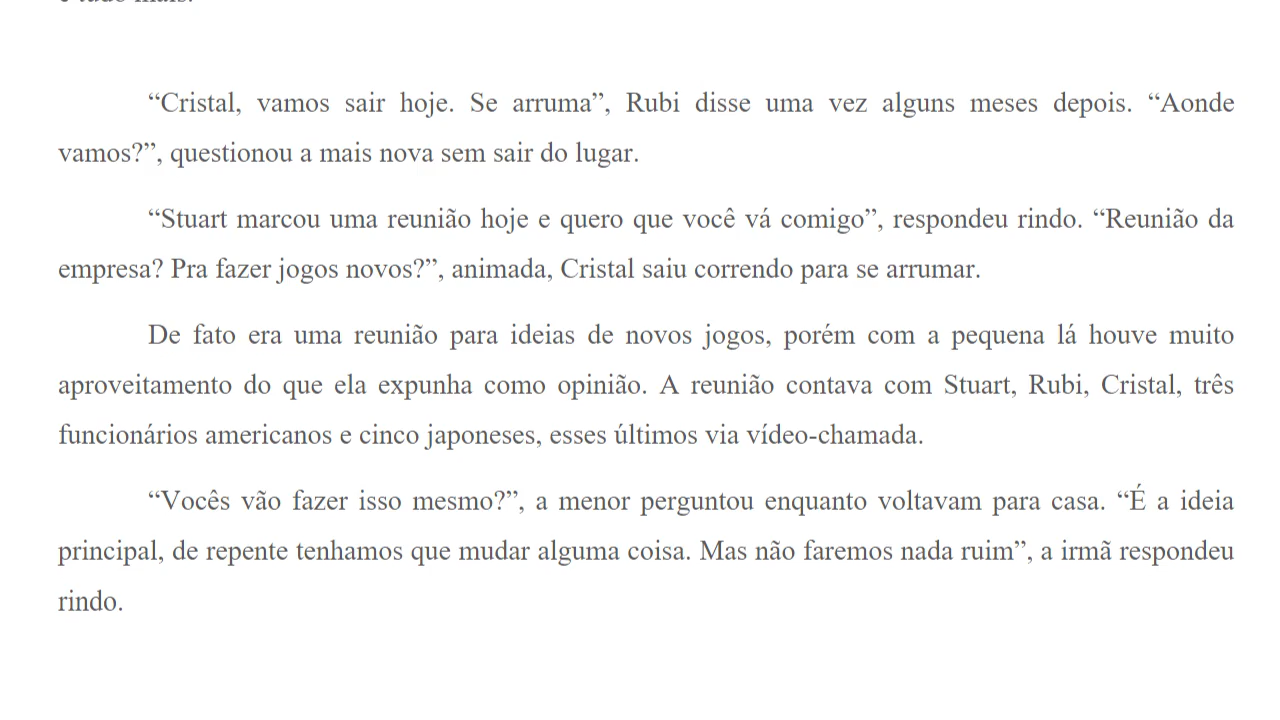 “Cristal, vamos sair hoje. Se arruma”, Rubi disse uma vez alguns meses depois. “Aonde
vamos?”, questionou a mais nova sem sair do lugar.
“Stuart marcou uma reunião hoje e quero que você vá comigo”, respondeu rindo. “Reunião da
empresa? Pra fazer jogos novos?”, animada, Cristal saiu correndo para se arrumar.
De fato era uma reunião para ideias de novos jogos, porém com a pequena lá houve muito
aproveitamento do que ela expunha como opinião. A reunião contava com Stuart, Rubi, Cristal, três
funcionários americanos e cinco japoneses, esses últimos via vídeo-chamada.
“Vocês vão fazer isso mesmo?”, a menor perguntou enquanto voltavam para casa. “É a ideia
principal, de repente tenhamos que mudar alguma coisa. Mas não faremos nada ruim”, a irmã respondeu
rindo.